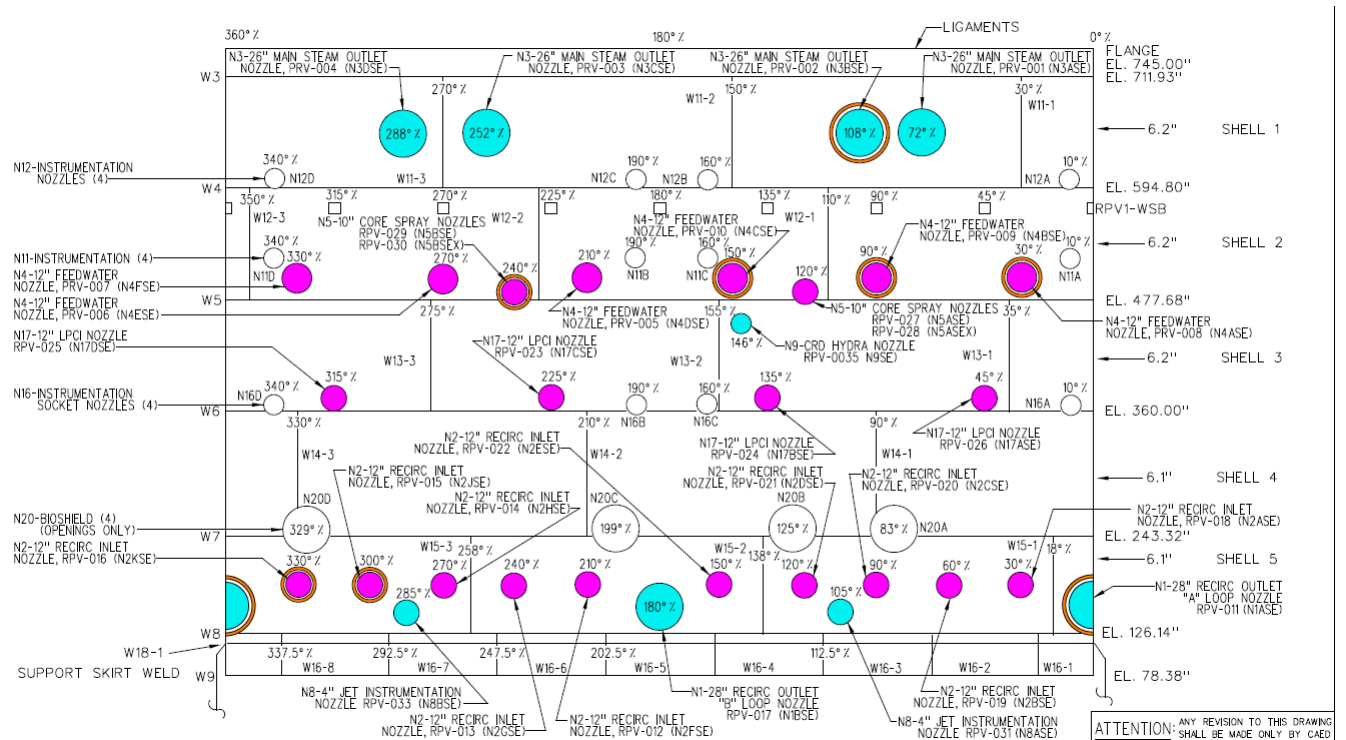 360° ٪
180° ٪
LIGAMENTS
0° ٪
N3-26" MAIN STEAM OUTLET
NOZZLE, PRV-004 (N3DSE)
N3-26" MAIN STEAM OUTLET
NOZZLE, PRV-003 (N3CSE)
N3-26" MAIN STEAM OUTLET
NOZZLE, PRV-002 (N3BSE)
N3-26" MAIN STEAM OUTLET
NOZZLE, PRV-001 (N3ASE)
FLANGE
EL. 745.00"
EL. 711.93"
W3
270° ٪
W11-2
150° ٪
30° ٪
W11-1
288° ٪
252° ٪
108° ٪
72° ٪
6.2"
SHELL 1
N12-INSTRUMENTATION
NOZZLES (4)
340° ٪
N12D
W11-3
190° ٪
N12C
160° ٪
N12B
10° ٪
N12A
W4
EL. 594.80"
350° ٪
315° ٪
270° ٪
225° ٪
180° ٪
135° ٪
110° ٪
90° ٪
45° ٪
RPV1-WSB
W12-3
N5-10" CORE SPRAY NOZZLES
RPV-029 (N5BSE)
RPV-030 (N5BSEX)
W12-2
N4-12" FEEDWATER
NOZZLE, PRV-010 (N4CSE)
W12-1
N4-12" FEEDWATER
NOZZLE, PRV-009 (N4BSE)
6.2"
SHELL 2
N11-INSTRUMENTATION (4)
340° ٪
N11D
190° ٪
N11B
160° ٪
N11C
10° ٪
N11A
N4-12" FEEDWATER
NOZZLE, PRV-007 (N4FSE)
330° ٪
270° ٪
240° ٪
210° ٪
150° ٪
120° ٪
90° ٪
30° ٪
N4-12" FEEDWATER
NOZZLE, PRV-006 (N4ESE)
W5
EL. 477.68"
275° ٪
N4-12" FEEDWATER
NOZZLE, PRV-005 (N4DSE)
155° ٪
N5-10" CORE SPRAY NOZZLES
RPV-027 (N5ASE)
RPV-028 (N5ASEX)
35° ٪
N4-12" FEEDWATER
NOZZLE, PRV-008 (N4ASE)
N17-12" LPCI NOZZLE
RPV-025 (N17DSE)
N17-12" LPCI NOZZLE
RPV-023 (N17CSE)
146° ٪
N9-CRD HYDRA NOZZLE
RPV-0035 N9SE)
W13-3
W13-2
W13-1
6.2"
SHELL 3
N16-INSTRUMENTATION
SOCKET NOZZLES (4)
340° ٪
N16D
315° ٪
225° ٪
190° ٪
N16B
160° ٪
N16C
135° ٪
45° ٪
10° ٪
N16A
W6
EL. 360.00"
330° ٪
210° ٪
90° ٪
N2-12" RECIRC INLET
NOZZLE, RPV-022 (N2ESE)
N17-12" LPCI NOZZLE
RPV-024 (N17BSE)
N17-12" LPCI NOZZLE
RPV-026 (N17ASE)
W14-3
W14-2
W14-1
N2-12" RECIRC INLET
NOZZLE, RPV-015 (N2JSE)
N2-12" RECIRC INLET
NOZZLE, RPV-021 (N2DSE)
N2-12" RECIRC INLET
NOZZLE, RPV-020 (N2CSE)
6.1"
SHELL 4
N2-12" RECIRC INLET
NOZZLE, RPV-014 (N2HSE)
N20-BIOSHIELD (4)
(OPENINGS ONLY)
N20D
329° ٪
N20C
199° ٪
N20B
125° ٪
83° ٪
N20A
N2-12" RECIRC INLET
NOZZLE, RPV-018 (N2ASE)
W7
EL. 243.32"
N2-12" RECIRC INLET
NOZZLE, RPV-016 (N2KSE)
W15-3
258° ٪
W15-2
138° ٪
W15-1
18° ٪
6.1"
SHELL 5
330° ٪
300° ٪
270° ٪
240° ٪
210° ٪
150° ٪
120° ٪
90° ٪
60° ٪
30° ٪
285° ٪
180° ٪
105° ٪
N1-28" RECIRC OUTLET
"A" LOOP NOZZLE
RPV-011 (N1ASE)
W8
EL. 126.14"
W18-1
SUPPORT SKIRT WELD
W9
337.5° ٪
292.5° ٪
247.5° ٪
202.5° ٪
112.5° ٪
W16-8
W16-7
W16-6
W16-5
W16-4
W16-3
W16-2
W16-1
EL. 78.38"
N8-4" JET INSTRUMENTATION
NOZZLE RPV-033 (N8BSE)
N1-28" RECIRC OUTLET
"B" LOOP NOZZLE
RPV-017 (N1BSE)
N2-12" RECIRC INLET
NOZZLE, RPV-019 (N2BSE)
N2-12" RECIRC INLET
NOZZLE, RPV-013 (N2GSE)
N2-12" RECIRC INLET
NOZZLE, RPV-012 (N2FSE)
N8-4" JET INSTRUMENTATION
NOZZLE RPV-031 (N8ASE)
ATTENTION: ANY REVISION TO THIS DRAWING
SHALL BE MADE ONLY BY CAED